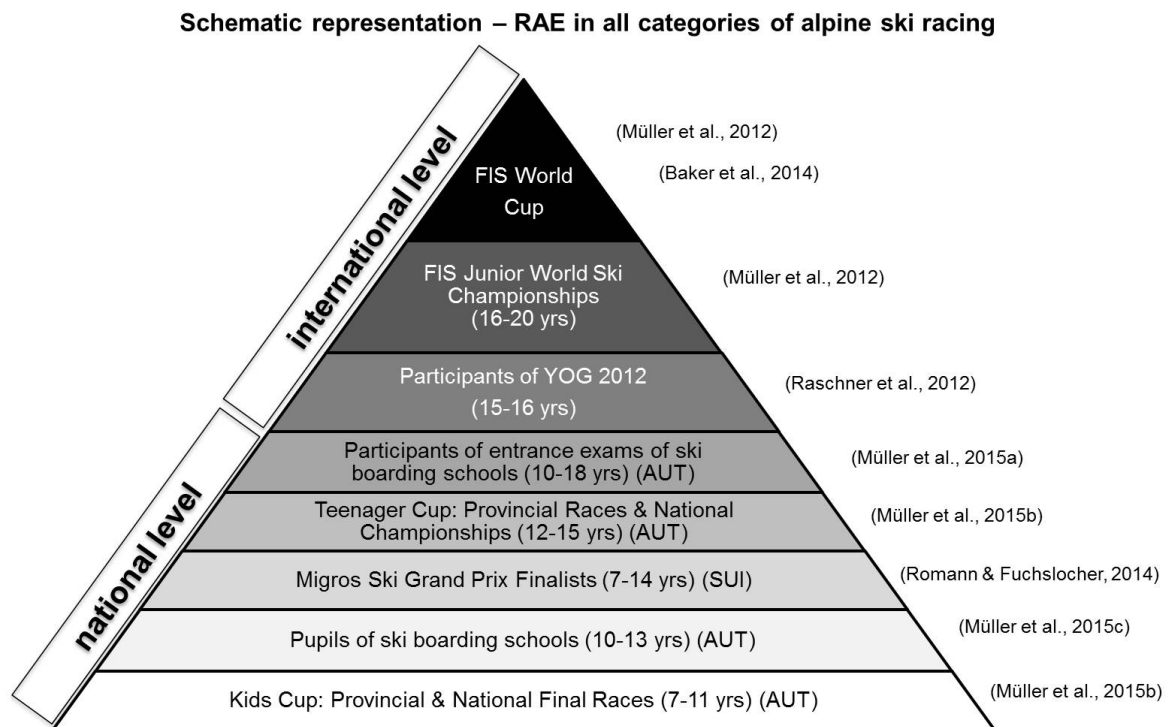 Schematic representation – RAE in all categories of alpine ski racing
international level
national level
FIS World
Cup
(Müller et al., 2012)
(Baker et al., 2014)
FIS Junior World Ski
Championships
(16-20 yrs)
(Müller et al., 2012)
Participants of YOG 2012
(15-16 yrs)
(Raschner et al., 2012)
Participants of entrance exams of ski
boarding schools (10-18 yrs) (AUT)
(Müller et al., 2015a)
Teenager Cup: Provincial Races & National
Championships (12-15 yrs) (AUT)
(Müller et al., 2015b)
Migros Ski Grand Prix Finalists (7-14 yrs) (SUI)
(Romann & Fuchslocher, 2014)
Pupils of ski boarding schools (10-13 yrs) (AUT)
(Müller et al., 2015c)
Kids Cup: Provincial & National Final Races (7-11 yrs) (AUT)
(Müller et al., 2015b)